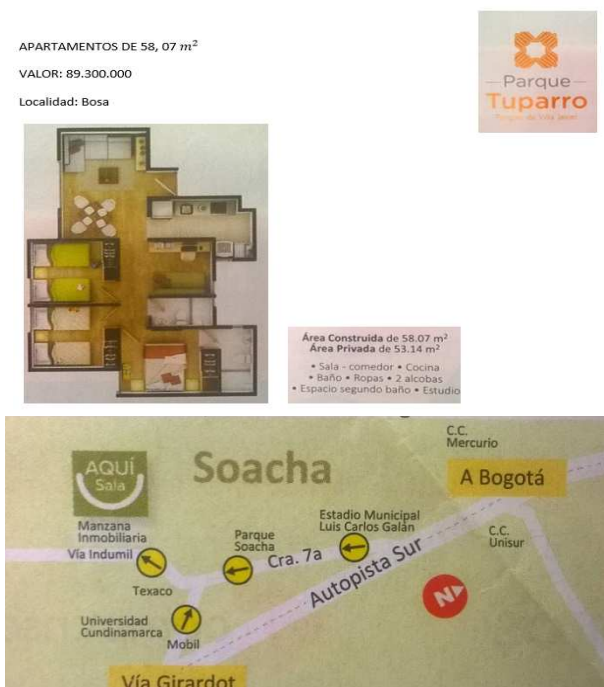 APARTAMENTOS DE 58, 07 m²
VALOR: 89.300.000
Localidad: Bosa
Parque
Tuparro
Área Construida de 58.07 m²
Área Privada de 53.14 m²
• Sala - comedor • Cocina
• Baño • Ropas • 2 alcobas
• Espacio segundo baño • Estudio
C.C.
Mercurio
AQUÍ
Sala
Soacha
A Bogotá
Manzana
Inmobiliaria
Vía Indumil
Parque
Soacha
Estadio Municipal
Luis Carlos Galán
C.C.
Unisur
Cra. 7a
Autopista Sur
Texaco
N
Universidad
Cundinamarca
Mobil
Vía Girardot